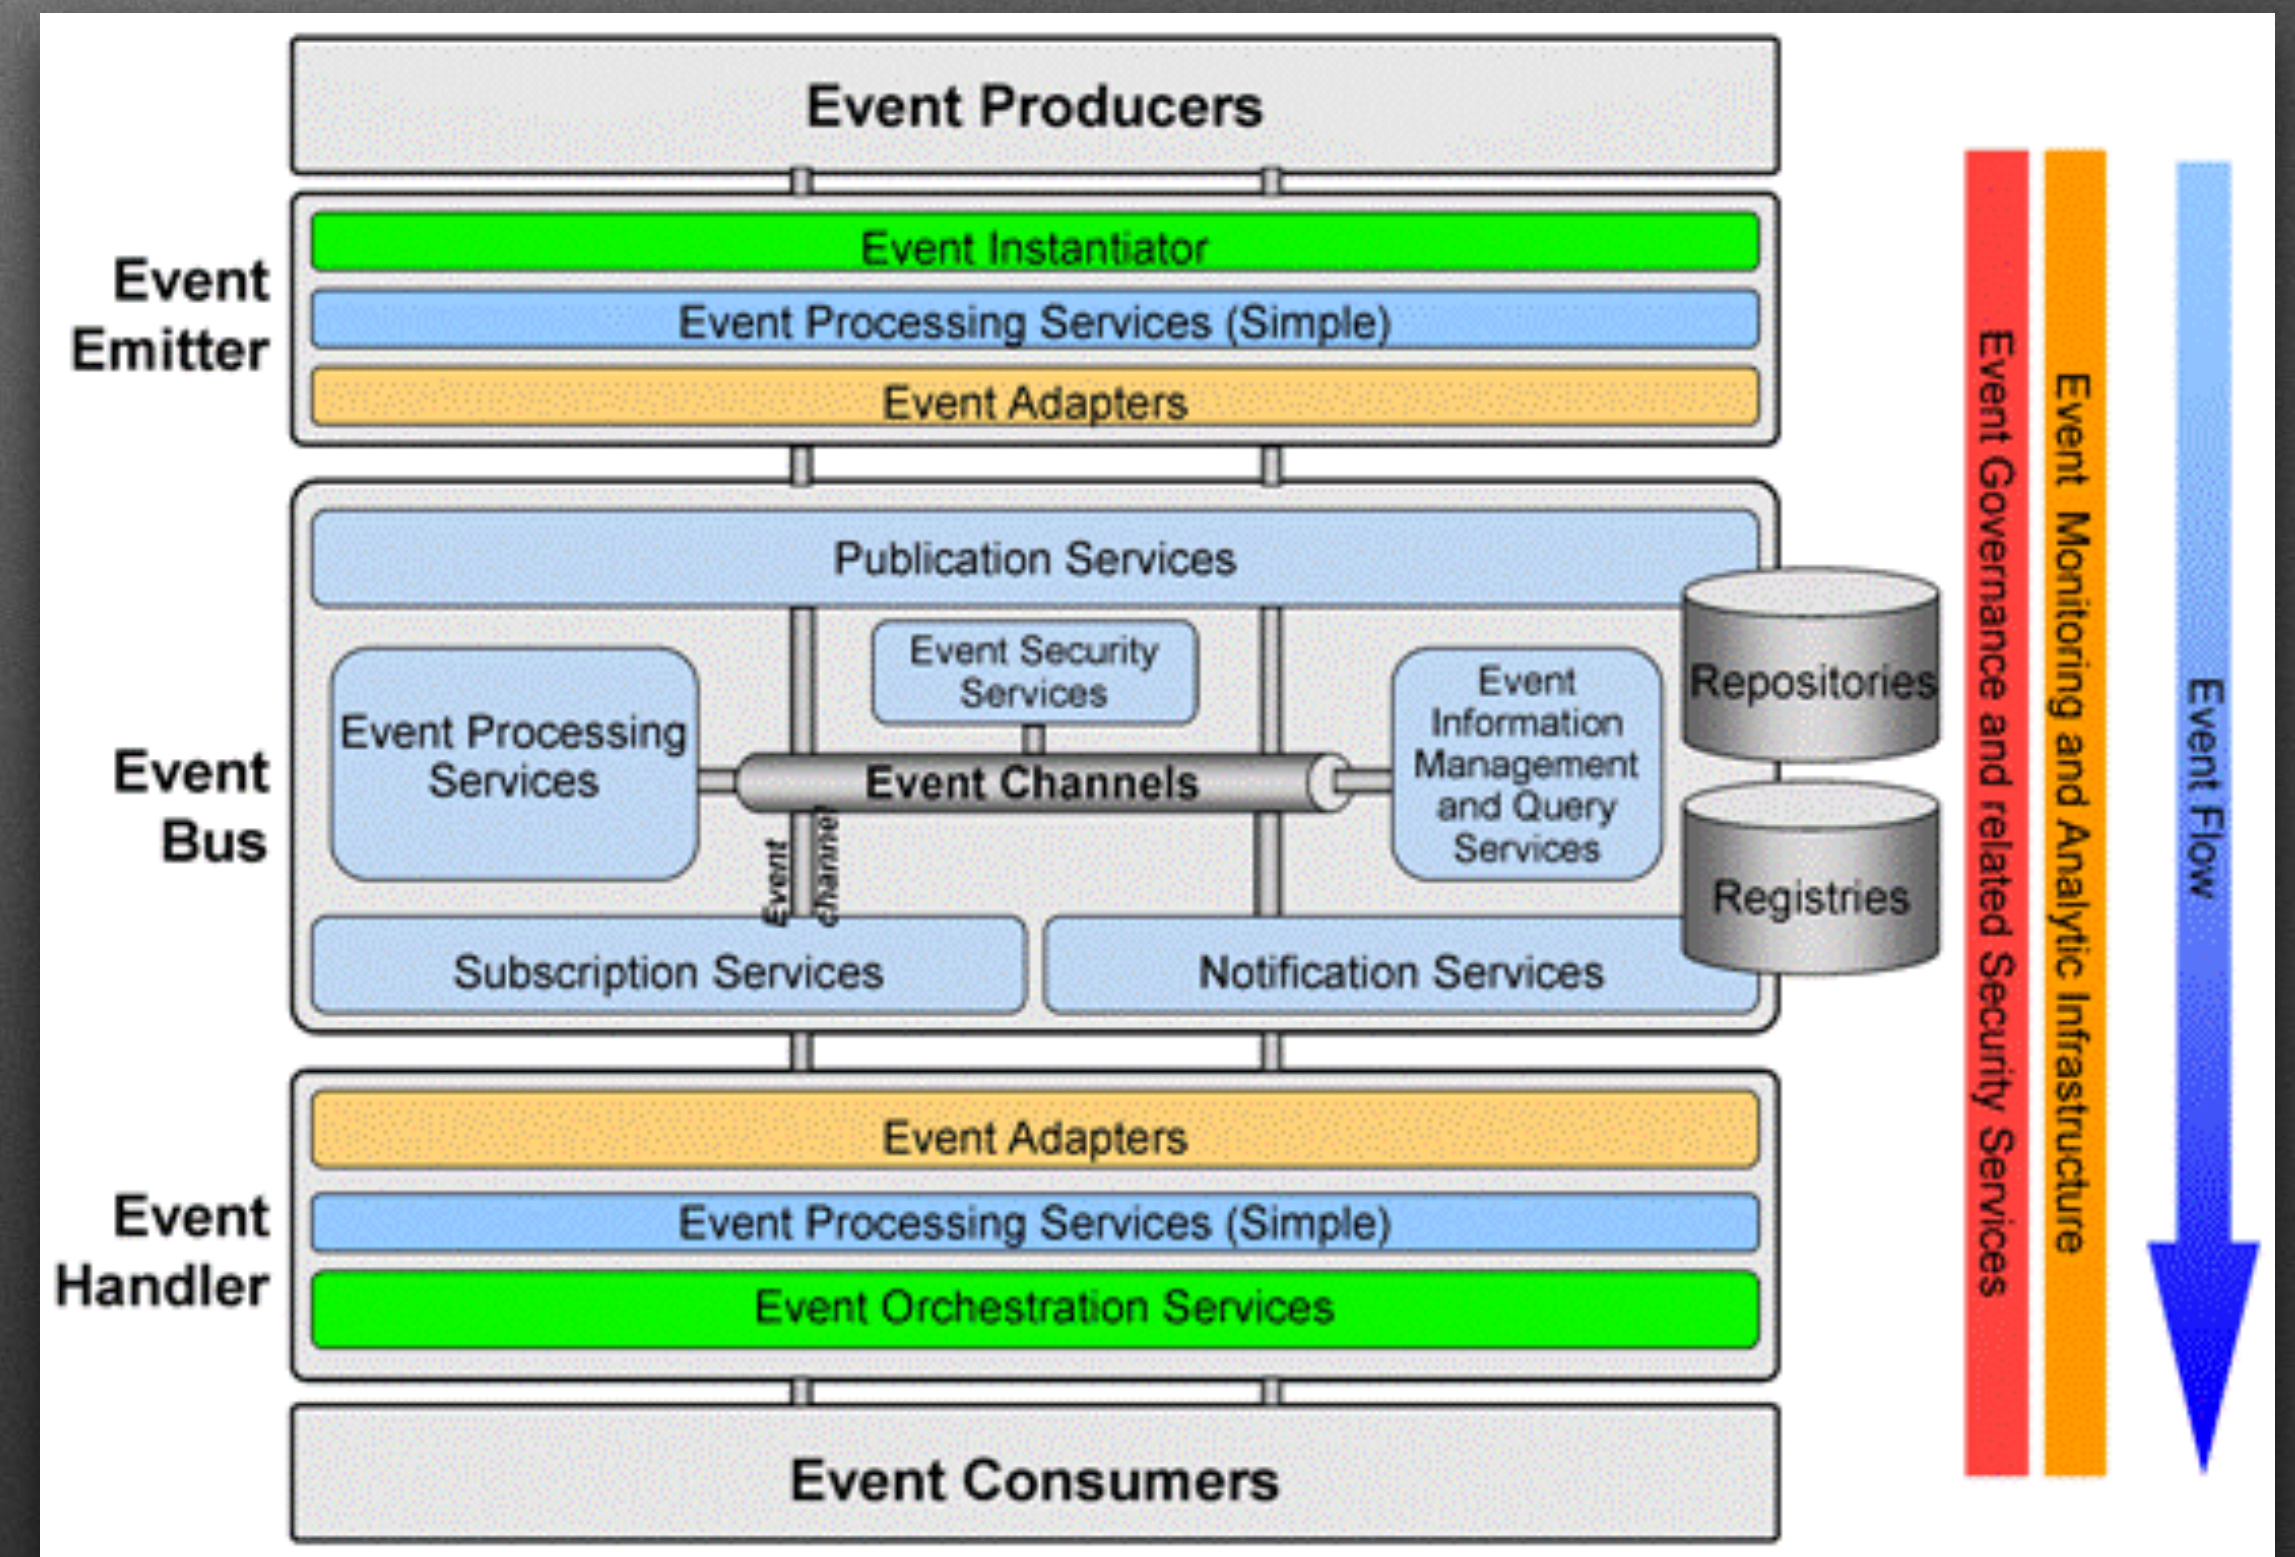 Event Producers
Event
Emitter
Event Instantiator
Event Processing Services (Simple)
Event Adapters
Event
Bus
Publication Services
Event Processing
Services
Event Security
Services
Event Channels
Event
channel
Event
Information
Management
and Query
Services
Repositories
Registries
Subscription Services
Notification Services
Event
Handler
Event Adapters
Event Processing Services (Simple)
Event Orchestration Services
Event Consumers
Event Governance and related Security Services
Event Monitoring and Analytic Infrastructure
Event Flow